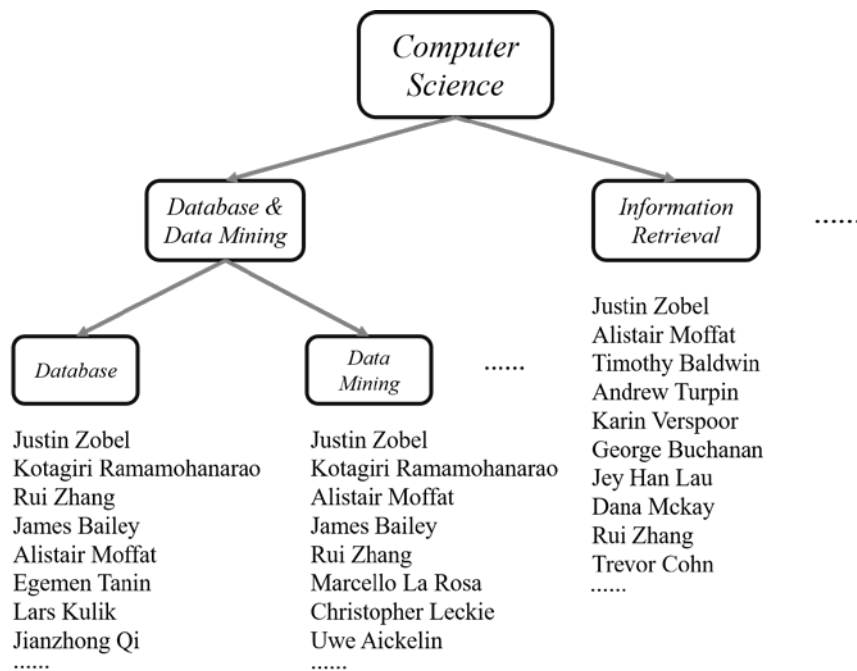 Computer
Science
Database &
Data Mining
Information
Retrieval
......
Database
Data
Mining
......
Justin Zobel
Kotagiri Ramamohanarao
Rui Zhang
James Bailey
Alistair Moffat
Egemen Tanin
Lars Kulik
Jianzhong Qi
......
Justin Zobel
Kotagiri Ramamohanarao
Alistair Moffat
James Bailey
Rui Zhang
Marcello La Rosa
Christopher Leckie
Uwe Aickelin
......
Justin Zobel
Alistair Moffat
Timothy Baldwin
Andrew Turpin
Karin Verspoor
George Buchanan
Jey Han Lau
Dana Mckay
Rui Zhang
Trevor Cohn
......